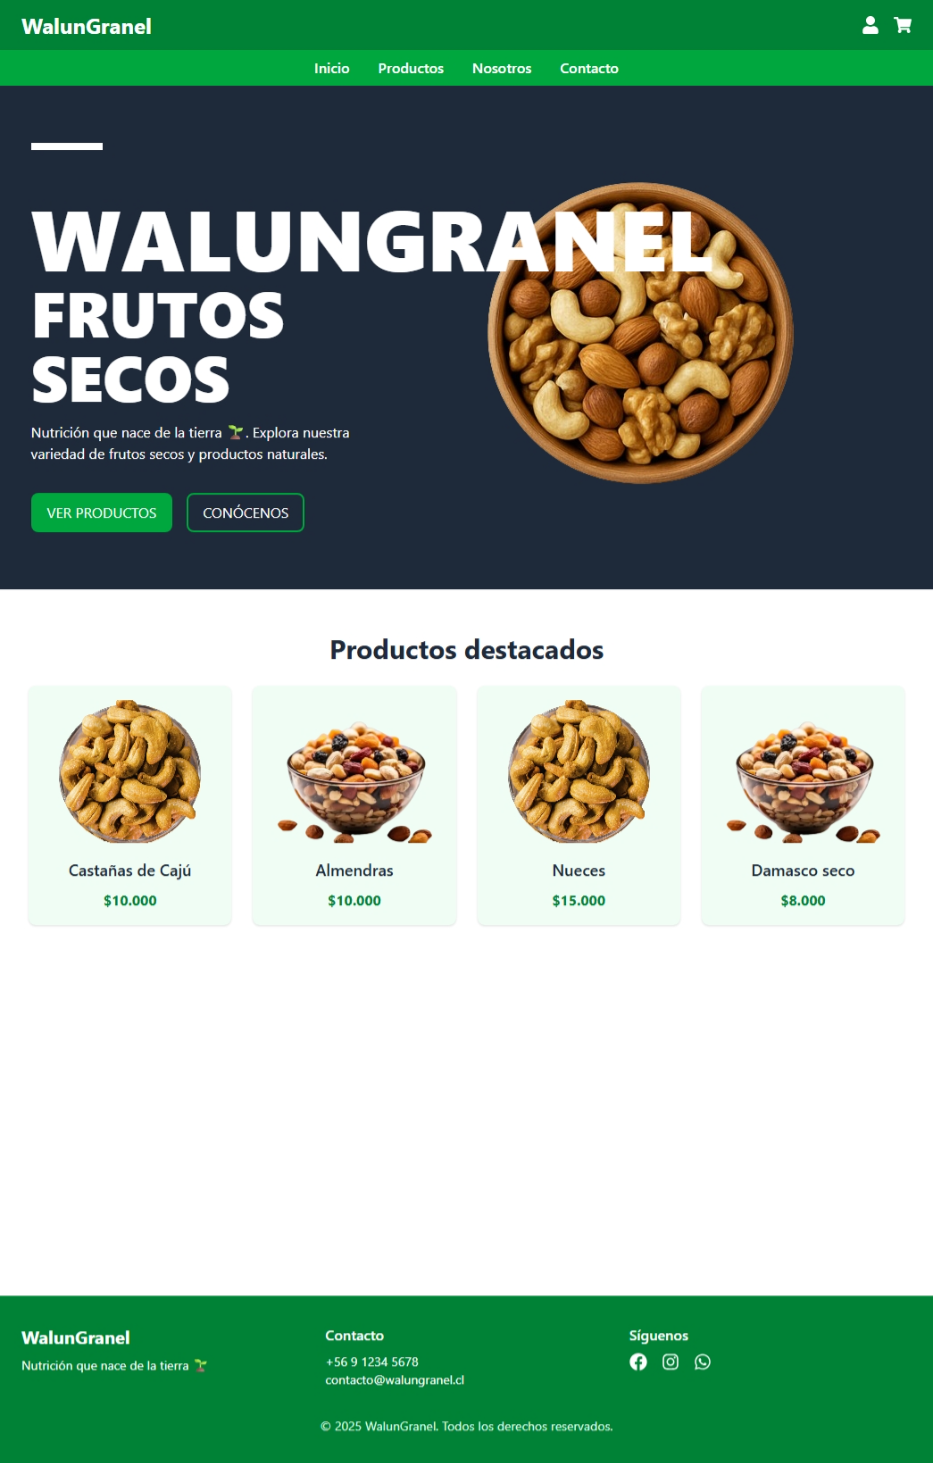 WalunGranel
Inicio Productos Nosotros Contacto
WALUNGRANEL
FRUTOS
SECOS
Nutrición que nace de la tierra 🌱. Explora nuestra
variedad de frutos secos y productos naturales.
VER PRODUCTOS CONÓCENOS
Productos destacados
Castañas de Cajú
$10.000
Almendras
$10.000
Nueces
$15.000
Damasco seco
$8.000
WalunGranel
Nutrición que nace de la tierra 🌱
Contacto
+56 9 1234 5678
contacto@walungranel.cl
Síguenos
© 2025 WalunGranel. Todos los derechos reservados.